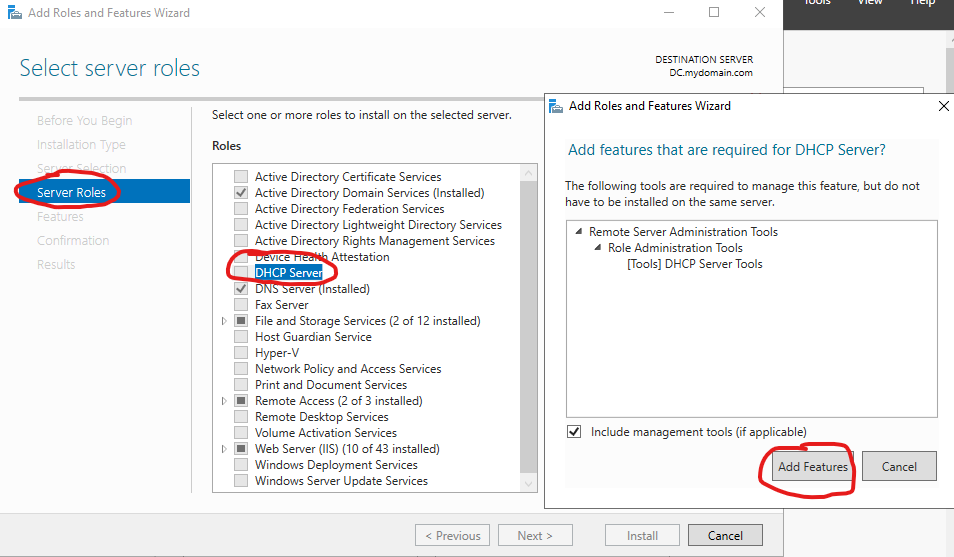 Tools View Help
Add Roles and Features Wizard
Select server roles
DESTINATION SERVER
DC.mydomain.com
Before You Begin
Installation Type
Server Selection
Server Roles
Features
Confirmation
Results
Select one or more roles to install on the selected server.
Roles
Active Directory Certificate Services
Active Directory Domain Services (Installed)
Active Directory Federation Services
Active Directory Lightweight Directory Services
Active Directory Rights Management Services
Device Health Attestation
DHCP Server
DNS Server (Installed)
Fax Server
File and Storage Services (2 of 12 installed)
Host Guardian Service
Hyper-V
Network Policy and Access Services
Print and Document Services
Remote Access (2 of 3 installed)
Remote Desktop Services
Volume Activation Services
Web Server (IIS) (10 of 43 installed)
Windows Deployment Services
Windows Server Update Services
< Previous
Next >
Install
Cancel
Add Roles and Features Wizard
Add features that are required for DHCP Server?
The following tools are required to manage this feature, but do not
have to be installed on the same server.
Remote Server Administration Tools
Role Administration Tools
[Tools] DHCP Server Tools
Include management tools (if applicable)
Add Features
Cancel